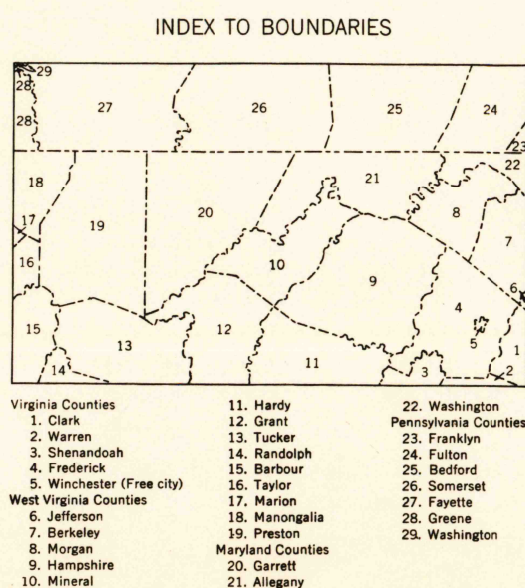 INDEX TO BOUNDARIES
29
28
27
26
25
24
28
23
22
18
21
8
17
19
20
7
16
10
9
6
4
15
13
12
5
1
14
11
3
2
Virginia Counties
1. Clark
2. Warren
3. Shenandoah
4. Frederick
5. Winchester (Free city)
West Virginia Counties
6. Jefferson
7. Berkeley
8. Morgan
9. Hampshire
10. Mineral
11. Hardy
12. Grant
13. Tucker
14. Randolph
15. Barbour
16. Taylor
17. Marion
18. Manongalia
19. Preston
Maryland Counties
20. Garrett
21. Allegany
22. Washington
Pennsylvania Counties
23. Franklyn
24. Fulton
25. Bedford
26. Somerset
27. Fayette
28. Greene
29. Washington